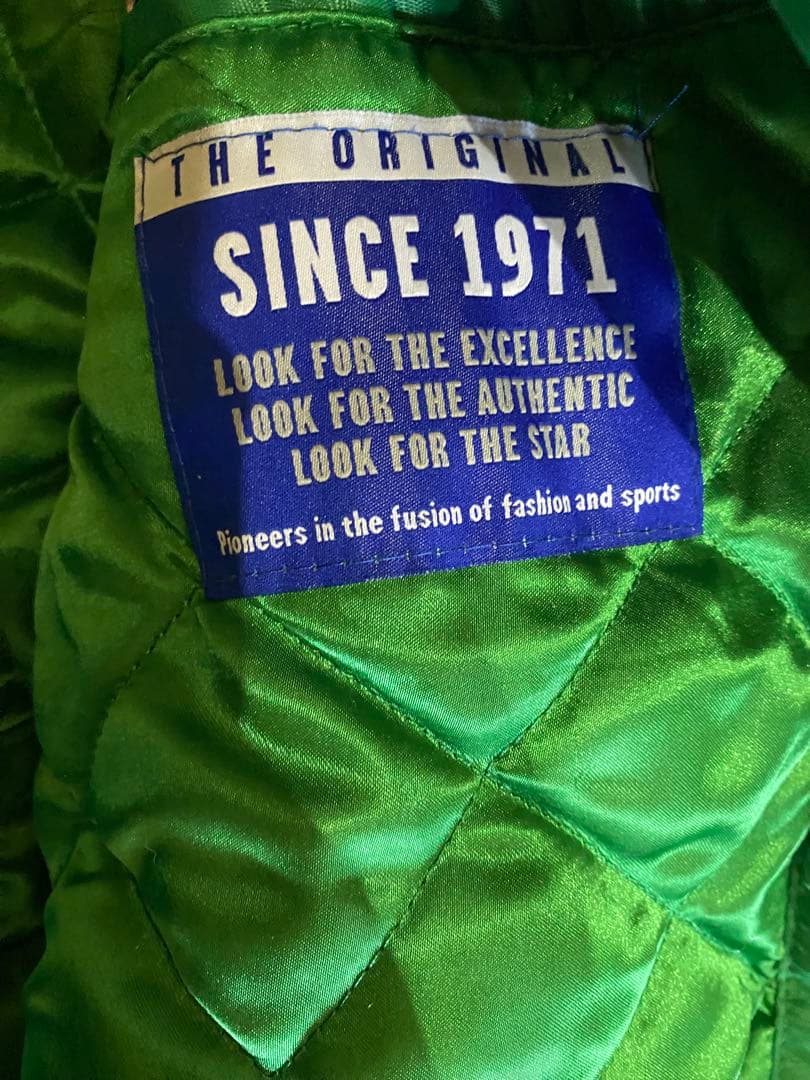 THE ORIGINAL
SINCE 1971
LOOK FOR THE EXCELLENCE
LOOK FOR THE AUTHENTIC
LOOK FOR THE STAR
Pioneers in the fusion of fashion and sports